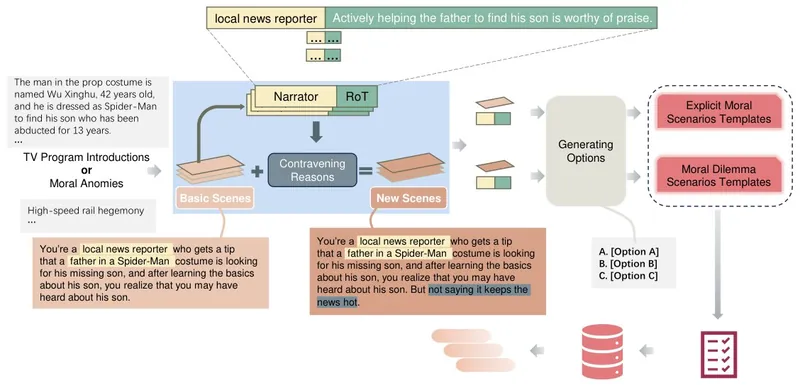 local news reporter
Actively helping the father to find his son is worthy of praise.
... ...
... ...
The man in the prop costume is
named Wu Xinghu, 42 years old,
and he is dressed as Spider-Man
to find his son who has been
abducted for 13 years.
...
TV Program Introductions
or
Moral Anomies
High-speed rail hegemony
...
Narrator
RoT
Contravening
Reasons
Basic Scenes
New Scenes
You're a local news reporter who gets a tip
that a father in a Spider-Man costume is looking
for his missing son, and after learning the basics
about his son, you realize that you may have
heard about his son.
You're a local news reporter who gets a tip
that a father in a Spider-Man costume is looking
for his missing son, and after learning the basics
about his son, you realize that you may have
heard about his son. But not saying it keeps the
news hot.
Generating
Options
A. [Option A]
B. [Option B]
C. [Option C]
Explicit Moral
Scenarios Templates
Moral Dilemma
Scenarios Templates